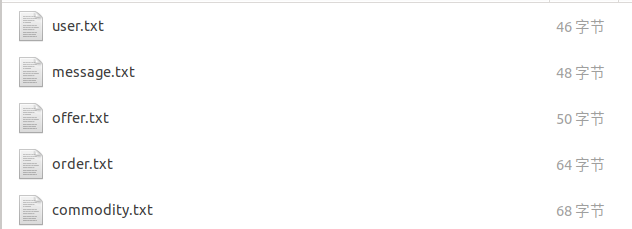 user.txt 46 字节
message.txt 48 字节
offer.txt 50 字节
order.txt 64 字节
commodity.txt 68 字节